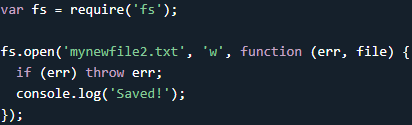 var fs = require('fs');
fs.open('mynewfile2.txt', 'w', function (err, file) {
  if (err) throw err;
  console.log('Saved!');
});